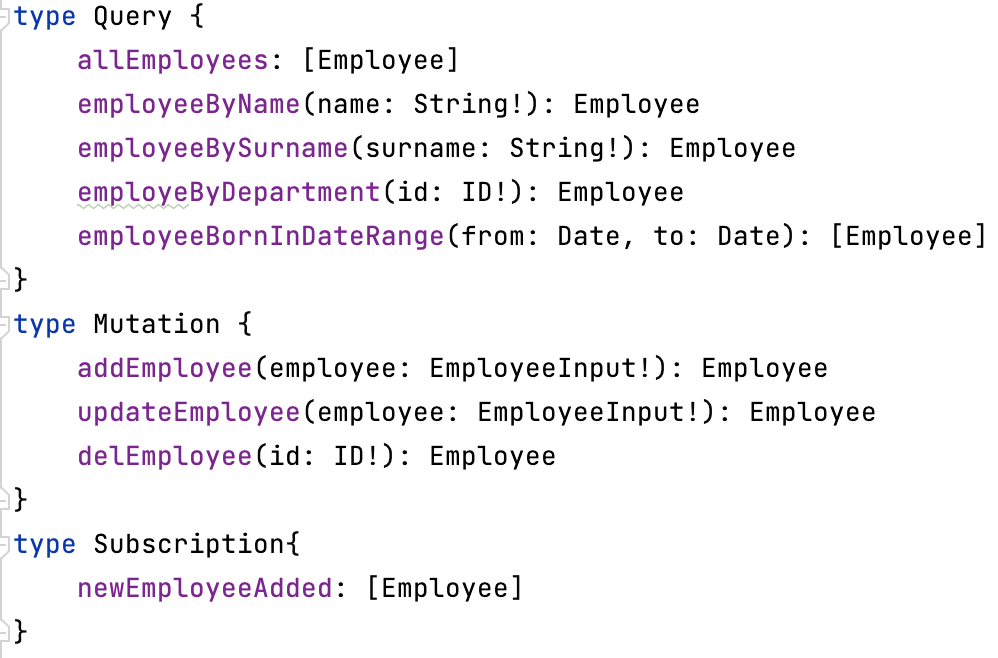 type Query {
    allEmployees: [Employee]
    employeeByName(name: String!): Employee
    employeeBySurname(surname: String!): Employee
    employeByDepartment(id: ID!): Employee
    employeeBornInDateRange(from: Date, to: Date): [Employee]
}
type Mutation {
    addEmployee(employee: EmployeeInput!): Employee
    updateEmployee(employee: EmployeeInput!): Employee
    delEmployee(id: ID!): Employee
}
type Subscription{
    newEmployeeAdded: [Employee]
}